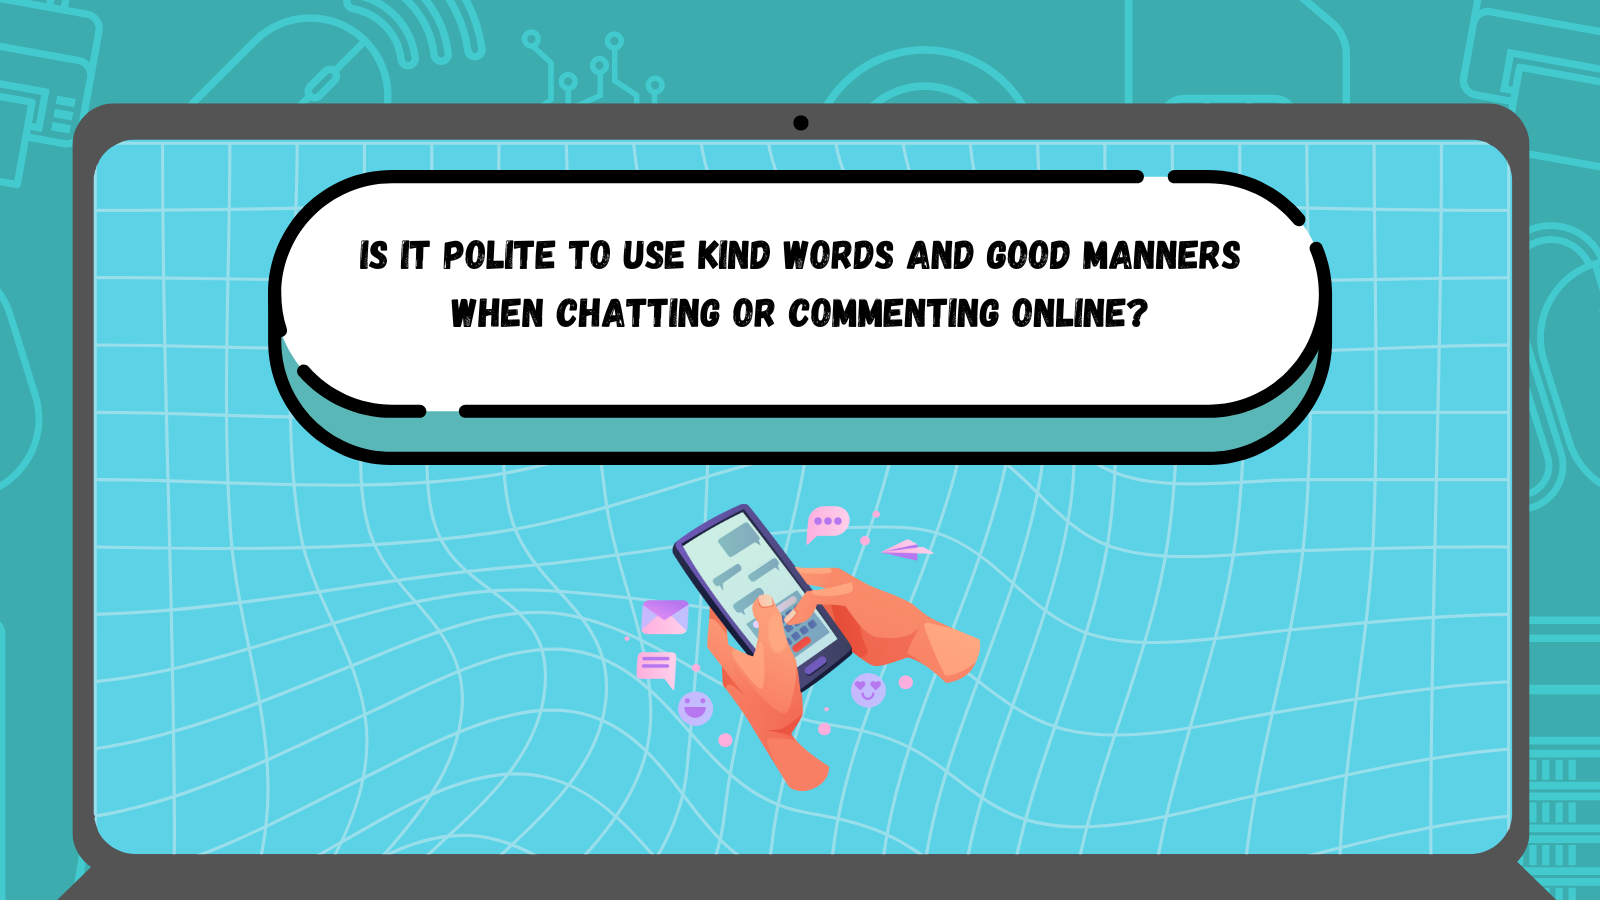 IS IT POLITE TO USE KIND WORDS AND GOOD MANNERS
WHEN CHATTING OR COMMENTING ONLINE?